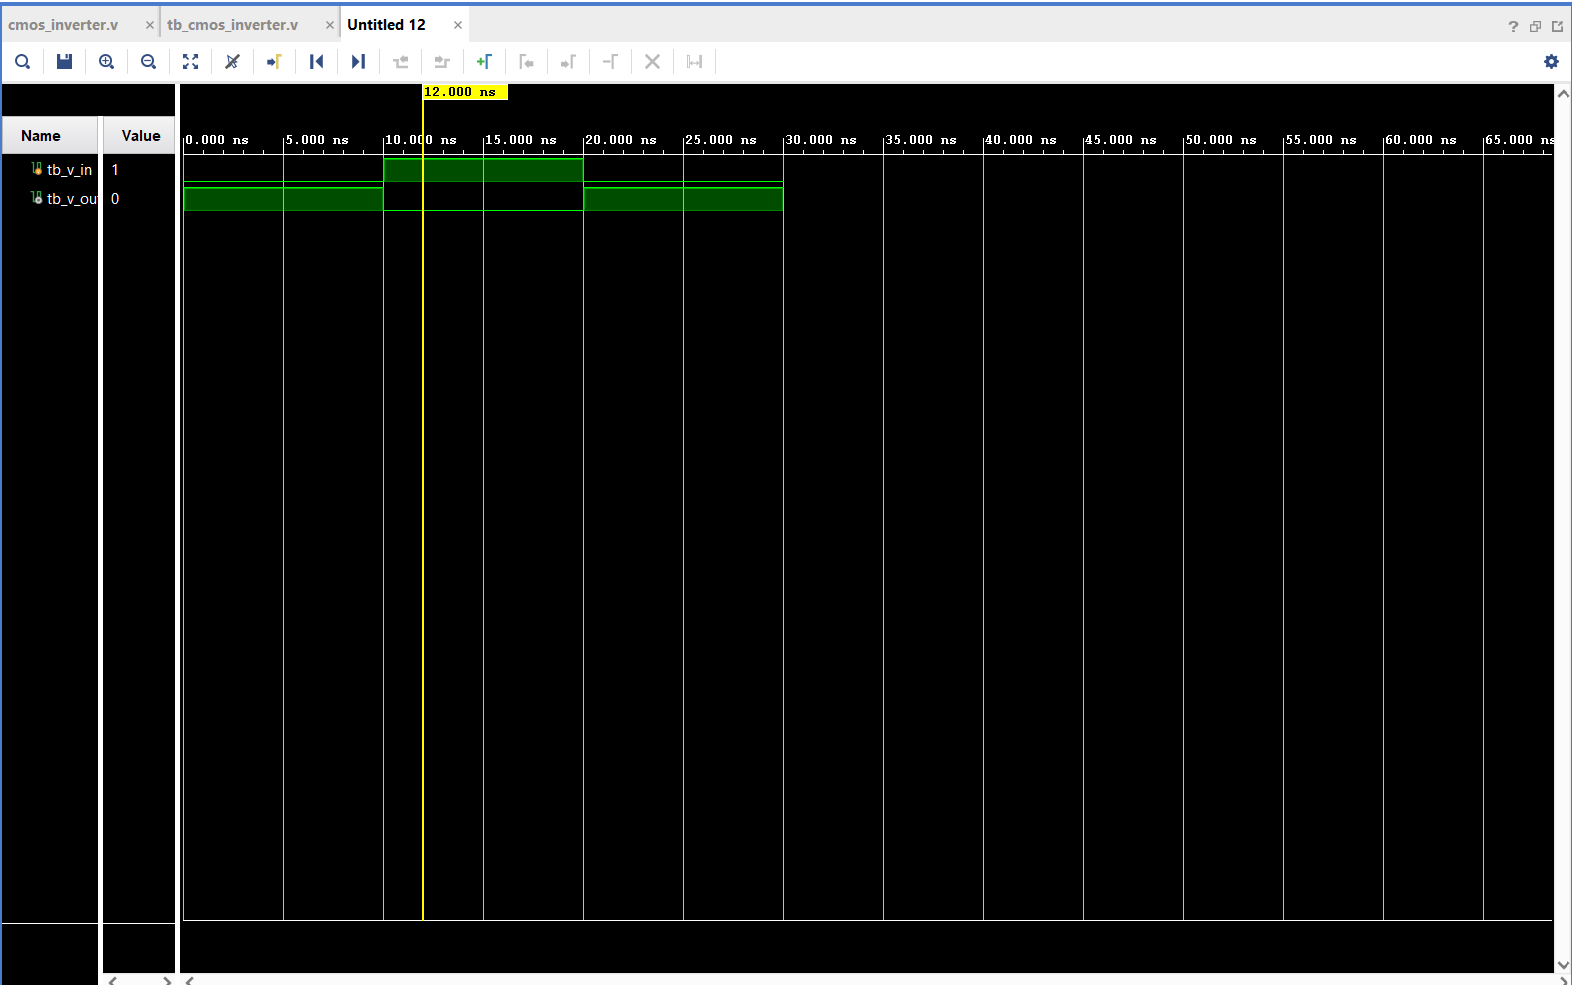 cmos_inverter.v × tb_cmos_inverter.v × Untitled 12 ×
?
12.000 ns
Name Value
0.000 ns 5.000 ns 10.000 ns 15.000 ns 20.000 ns 25.000 ns 30.000 ns 35.000 ns 40.000 ns 45.000 ns 50.000 ns 55.000 ns 60.000 ns 65.000 ns
tb_v_in 1
tb_v_ou 0